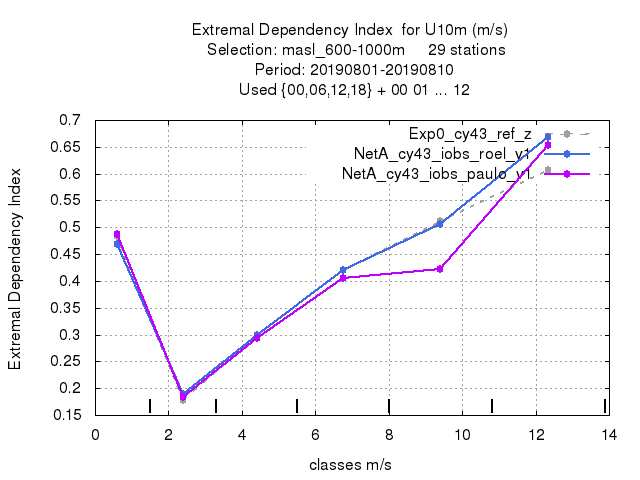 Extremal Dependency Index  for U10m (m/s)
Selection: masl_600-1000m     29 stations
Period: 20190801-20190810
Used {00,06,12,18} + 00 01 ... 12
Exp0_cy43_ref_z
NetA_cy43_iobs_roel_v1
NetA_cy43_iobs_paulo_v1
Extremal Dependency Index
0.7
0.65
0.6
0.55
0.5
0.45
0.4
0.35
0.3
0.25
0.2
0.15
0 2 4 6 8 10 12 14
classes m/s